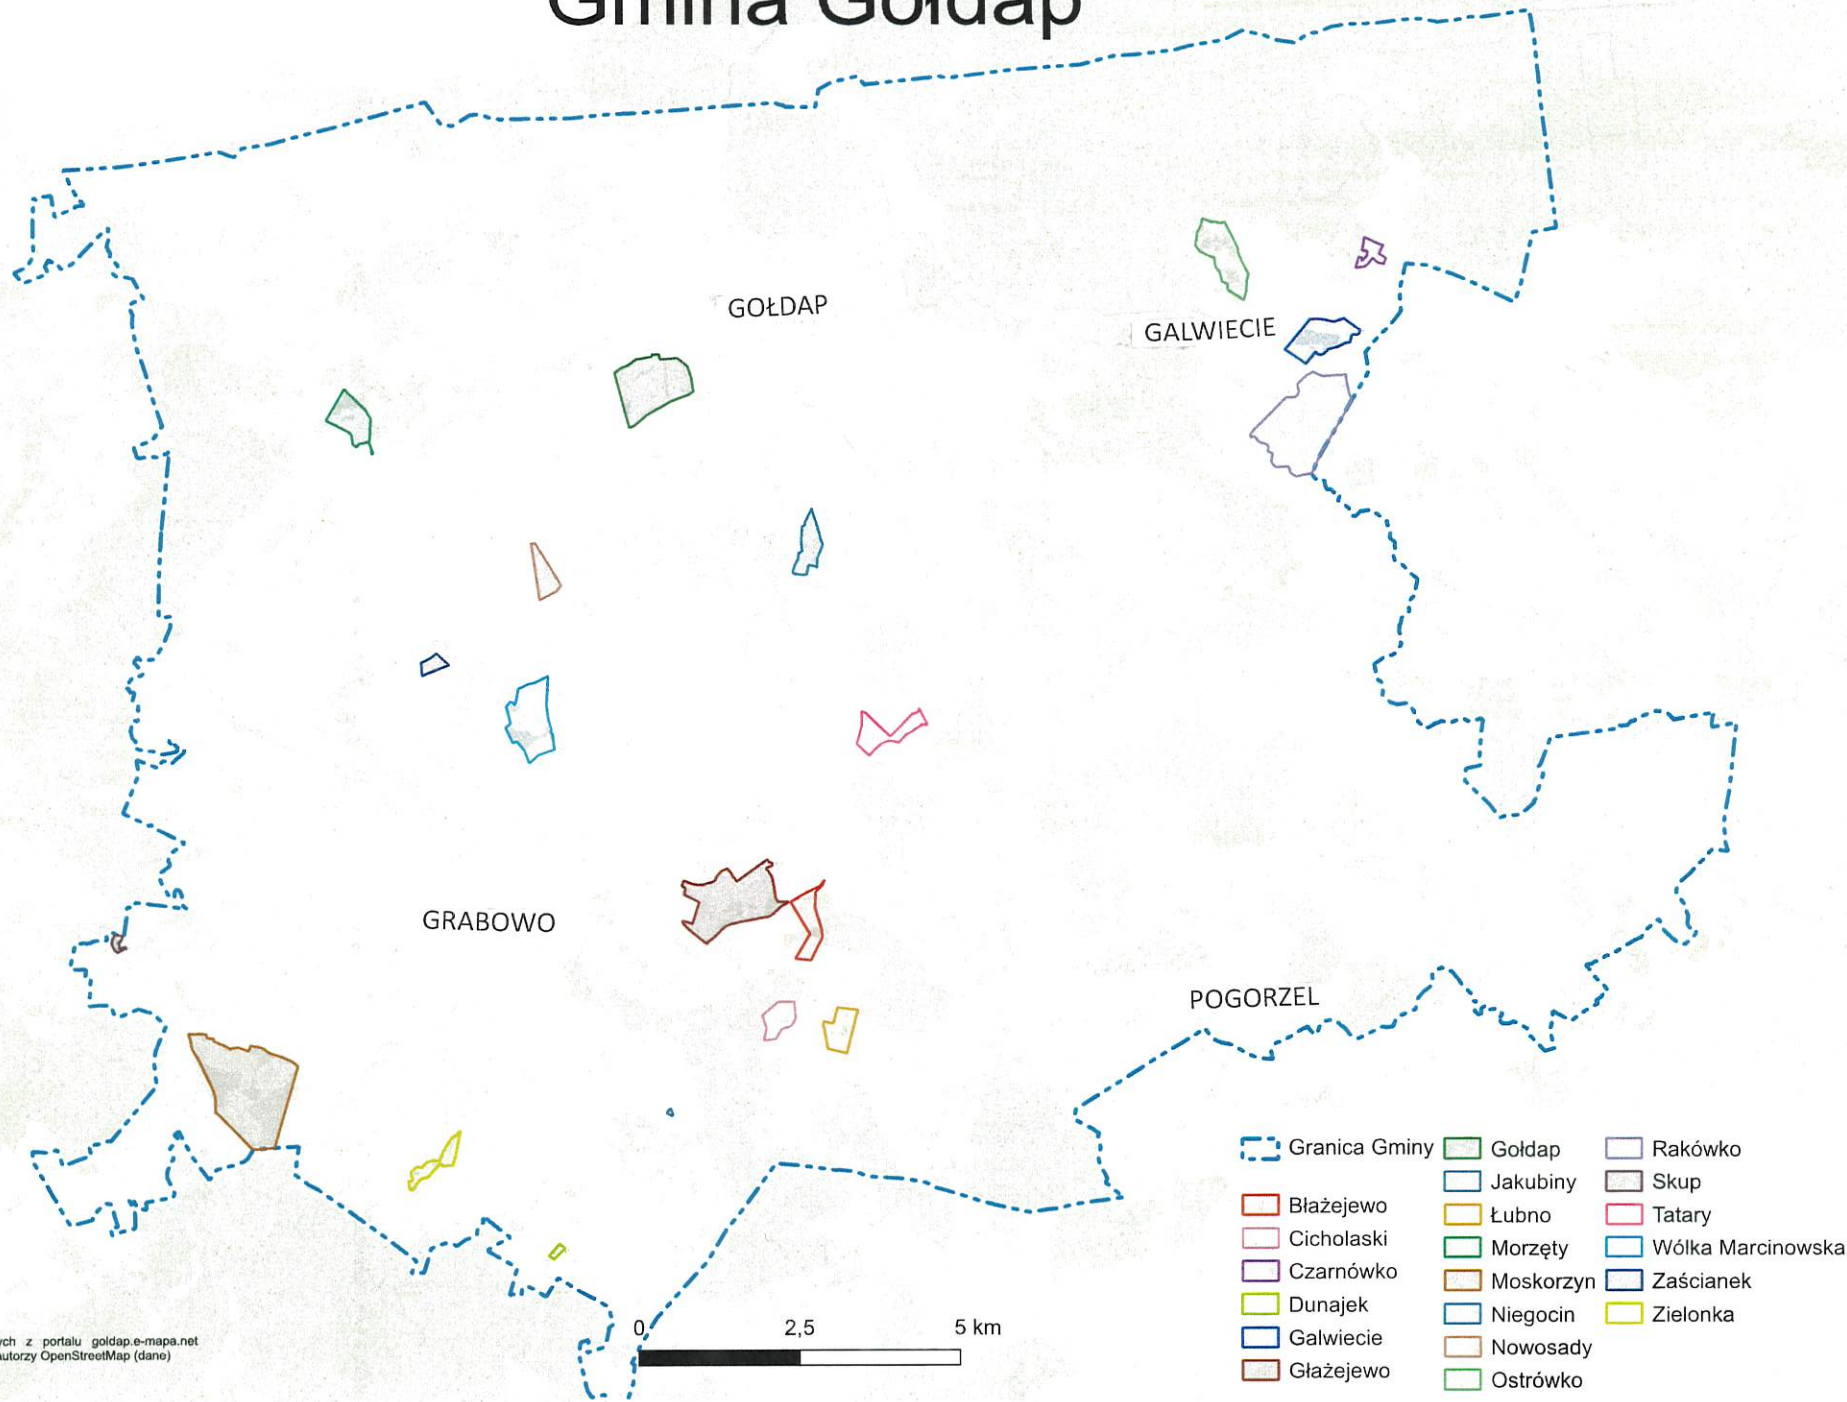 Gmina Gołdap
GOŁDAP
GALWIECIE
GRABOWO
POGORZEL
Granica Gminy
Błażejewo
Cicholaski
Czarnówko
Dunajek
Galwiecie
Głażejewo
Gołdap
Jakubiny
Łubno
Morzęty
Moskorzyn
Niegocin
Nowosady
Ostrówko
Rakówko
Skup
Tatary
Wólka Marcinowska
Zaścianek
Zielonka
0 2,5 5 km
z portalu goldap.e-mapa.net
autorzy OpenStreetMap (dane)